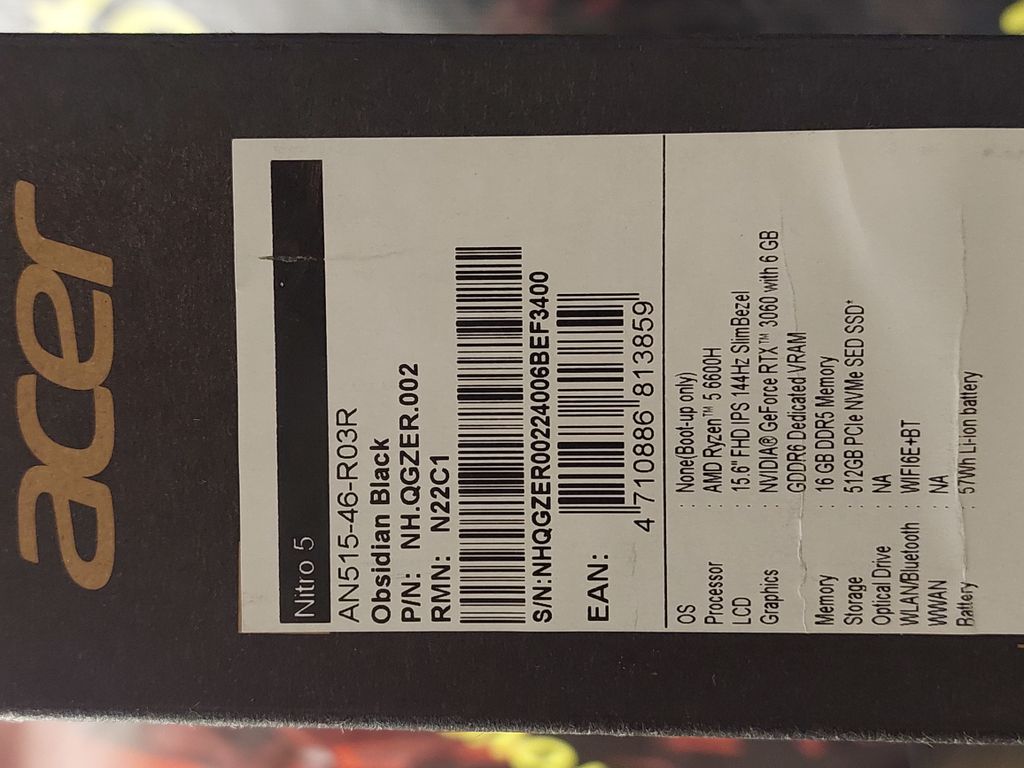 acer
Nitro 5
AN515-46-R03R
Obsidian Black
P/N: NH.QGZER.002
RMN: N22C1
S/N:NHQGZER00224006BEF3400
EAN:
4 710886 813859
OS : None(Boot-up only)
Processor : AMD Ryzen™ 5 6600H
LCD : 15.6" FHD IPS 144Hz SlimBezel
Graphics : NVIDIA® GeForce RTX™ 3060 with 6 GB
GDDR6 Dedicated VRAM
Memory : 16 GB DDR5 Memory
Storage : 512GB PCIe NVMe SED SSD*
Optical Drive : NA
WLAN/Bluetooth : WIFI6E+BT
WWAN : NA
Battery : 57Wh Li-ion battery